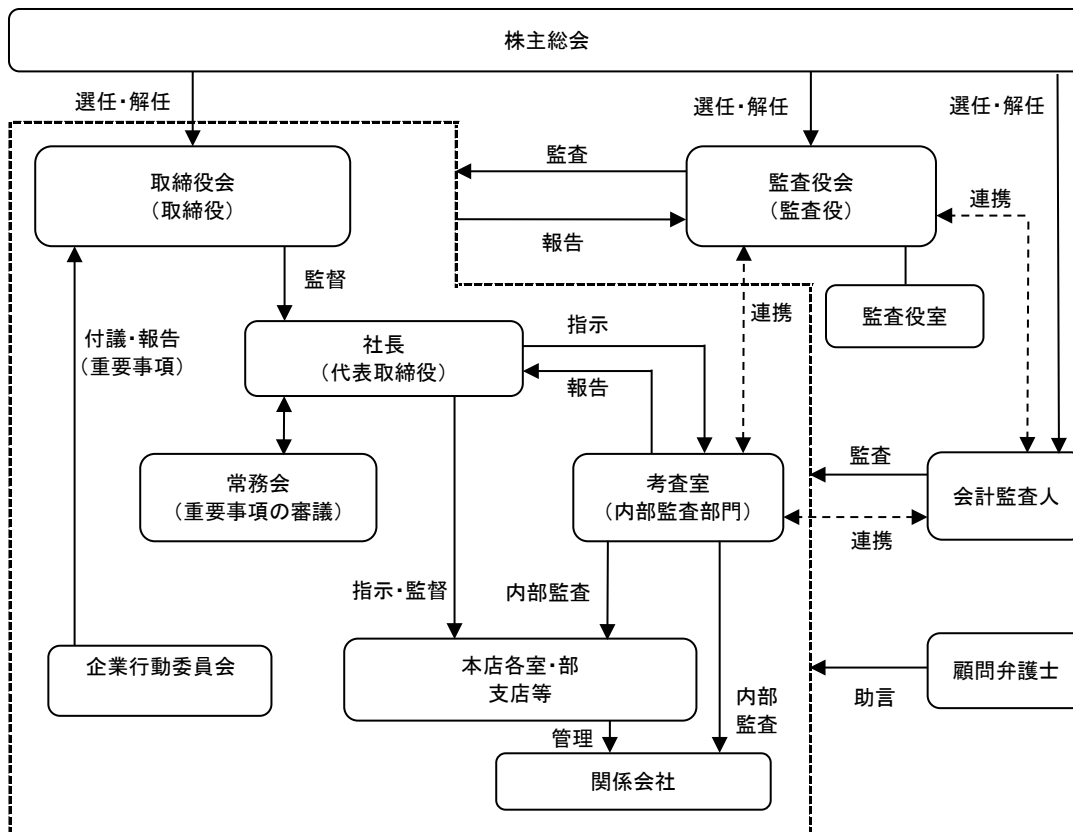 株主総会
選任・解任
選任・解任
選任・解任
取締役会
(取締役)
監査
監査役会
(監査役)
連携
報告
監督
連携
監査役室
付議・報告
(重要事項)
社長
(代表取締役)
指示
報告
常務会
(重要事項の審議)
考査室
(内部監査部門)
監査
会計監査人
連携
指示・監督
内部監査
企業行動委員会
本店各室・部
支店等
内部
監査
顧問弁護士
助言
管理
関係会社